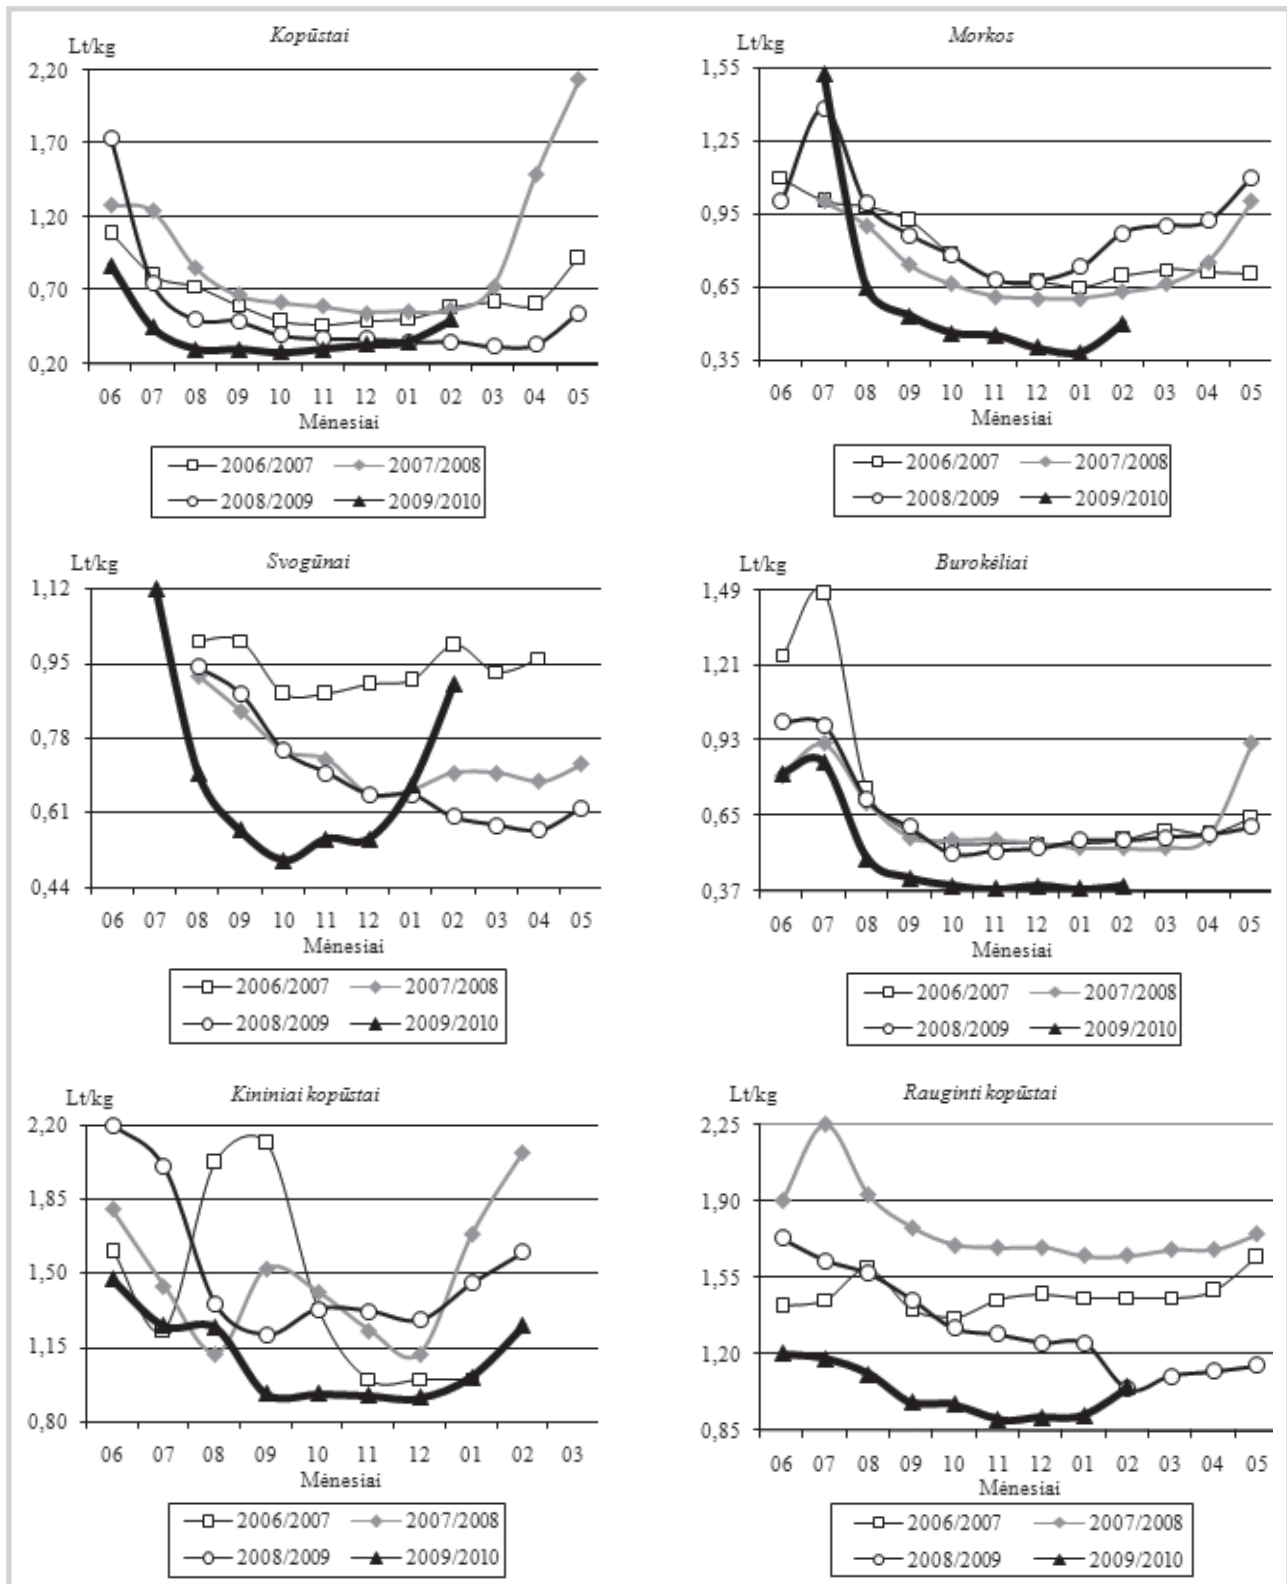 Kopūstai
Lt/kg
2,20
1,70
1,20
0,70
0,20
06 07 08 09 10 11 12 01 02 03 04 05
Mėnesiai
2006/2007 2007/2008
2008/2009 2009/2010
Morkos
Lt/kg
1,55
1,25
0,95
0,65
0,35
06 07 08 09 10 11 12 01 02 03 04 05
Mėnesiai
2006/2007 2007/2008
2008/2009 2009/2010
Svogūnai
Lt/kg
1,12
0,95
0,78
0,61
0,44
06 07 08 09 10 11 12 01 02 03 04 05
Mėnesiai
2006/2007 2007/2008
2008/2009 2009/2010
Burokėliai
Lt/kg
1,49
1,21
0,93
0,65
0,37
06 07 08 09 10 11 12 01 02 03 04 05
Mėnesiai
2006/2007 2007/2008
2008/2009 2009/2010
Kininiai kopūstai
Lt/kg
2,20
1,85
1,50
1,15
0,80
06 07 08 09 10 11 12 01 02 03
Mėnesiai
2006/2007 2007/2008
2008/2009 2009/2010
Rauginti kopūstai
Lt/kg
2,25
1,90
1,55
1,20
0,85
06 07 08 09 10 11 12 01 02 03 04 05
Mėnesiai
2006/2007 2007/2008
2008/2009 2009/2010